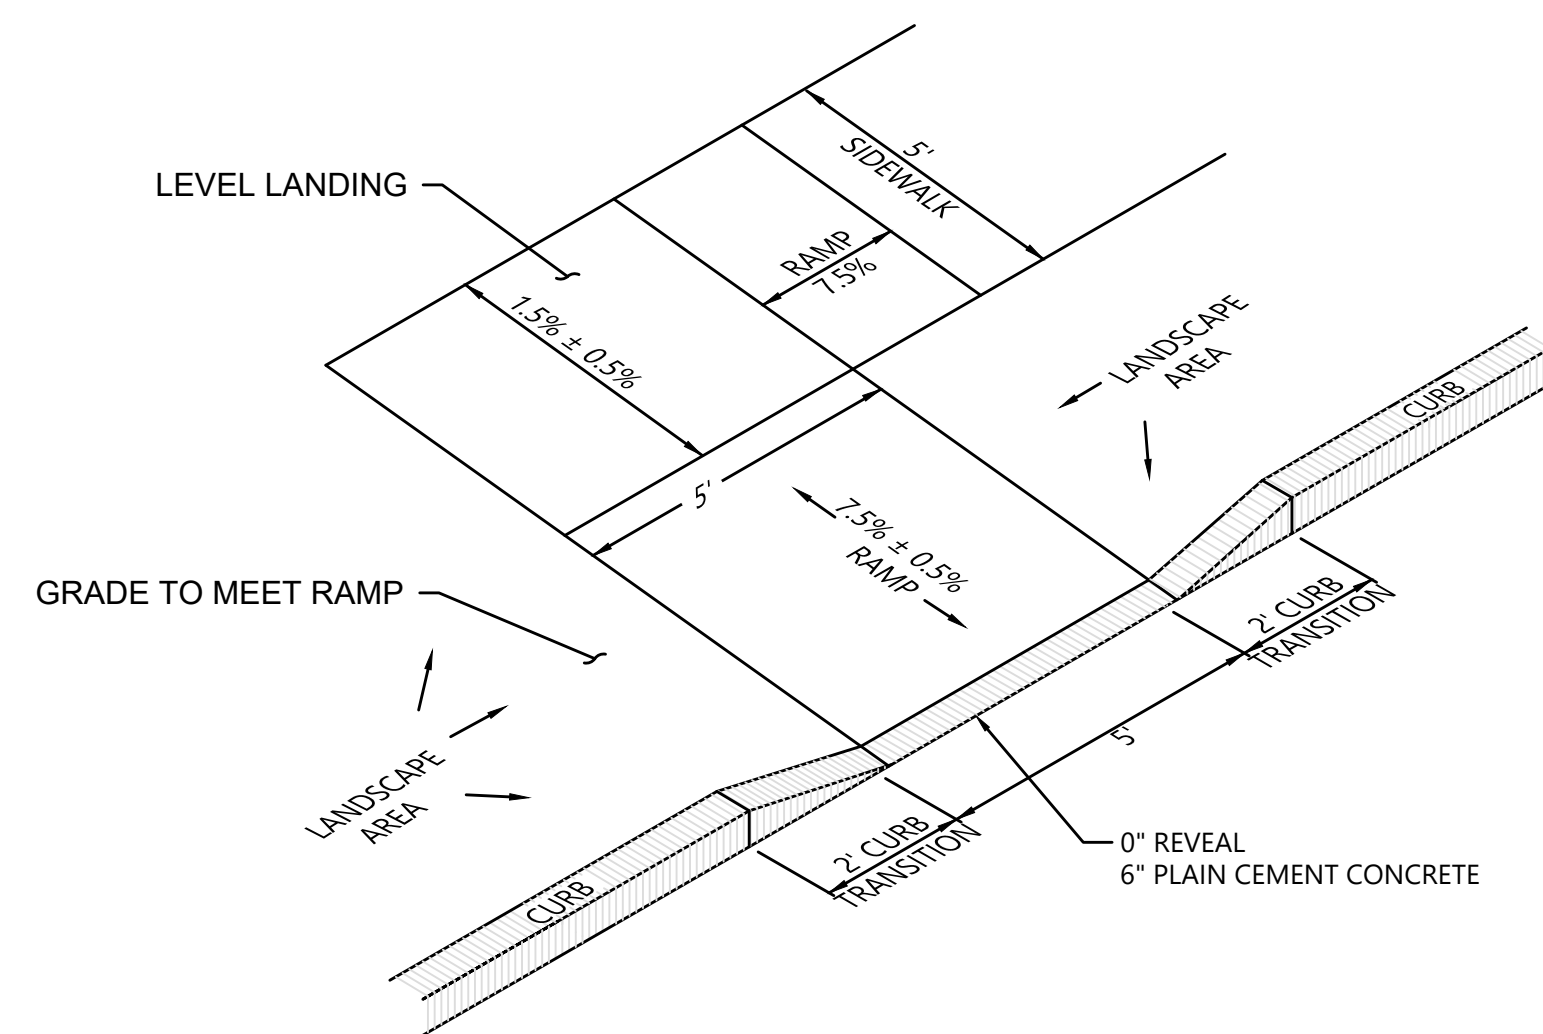 5'
SIDEWALK
LEVEL LANDING
RAMP
7.5%
1.5% ± 0.5%
LANDSCAPE
AREA
CURB
5'
7.5% ± 0.5%
RAMP
GRADE TO MEET RAMP
2' CURB
TRANSITION
5'
LANDSCAPE
AREA
2' CURB
TRANSITION
0" REVEAL
6" PLAIN CEMENT CONCRETE
CURB